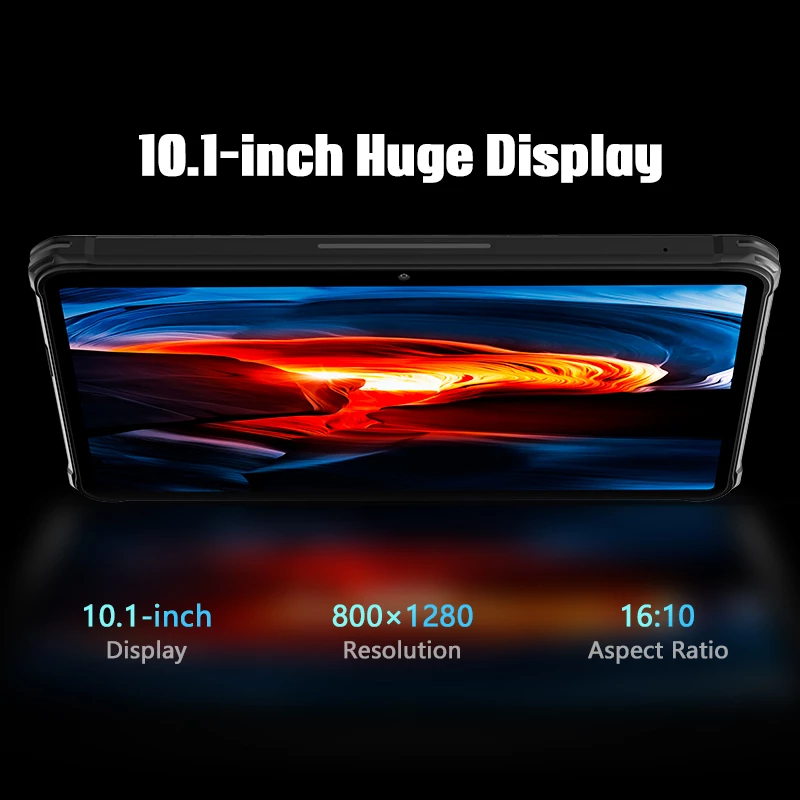 10.1-inch Huge Display
10.1-inch 800×1280 16:10
Display Resolution Aspect Ratio